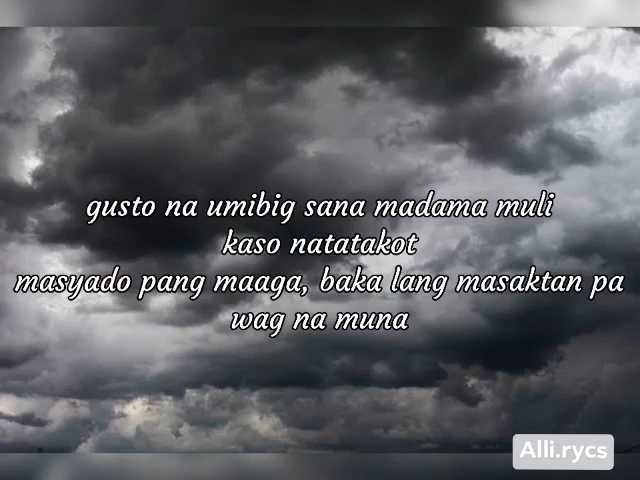 gusto na umibig sana madama muli
kaso natatakot
masyado pang maaga, baka lang masaktan pa
wag na muna
Alli.rycs